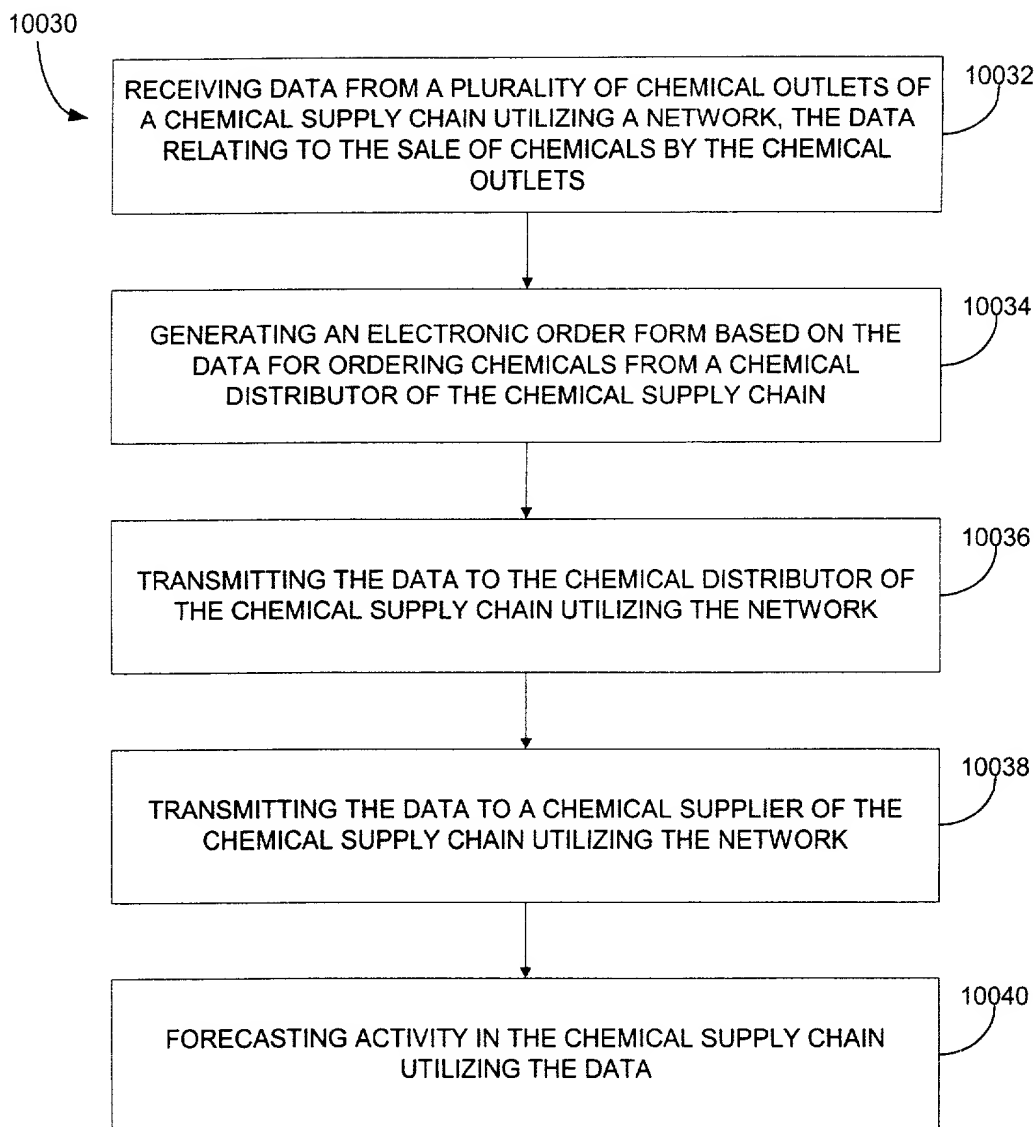 10030
RECEIVING DATA FROM A PLURALITY OF CHEMICAL OUTLETS OF
A CHEMICAL SUPPLY CHAIN UTILIZING A NETWORK, THE DATA
RELATING TO THE SALE OF CHEMICALS BY THE CHEMICAL
OUTLETS
10032
GENERATING AN ELECTRONIC ORDER FORM BASED ON THE
DATA FOR ORDERING CHEMICALS FROM A CHEMICAL
DISTRIBUTOR OF THE CHEMICAL SUPPLY CHAIN
10034
TRANSMITTING THE DATA TO THE CHEMICAL DISTRIBUTOR OF
THE CHEMICAL SUPPLY CHAIN UTILIZING THE NETWORK
10036
TRANSMITTING THE DATA TO A CHEMICAL SUPPLIER OF THE
CHEMICAL SUPPLY CHAIN UTILIZING THE NETWORK
10038
FORECASTING ACTIVITY IN THE CHEMICAL SUPPLY CHAIN
UTILIZING THE DATA
10040